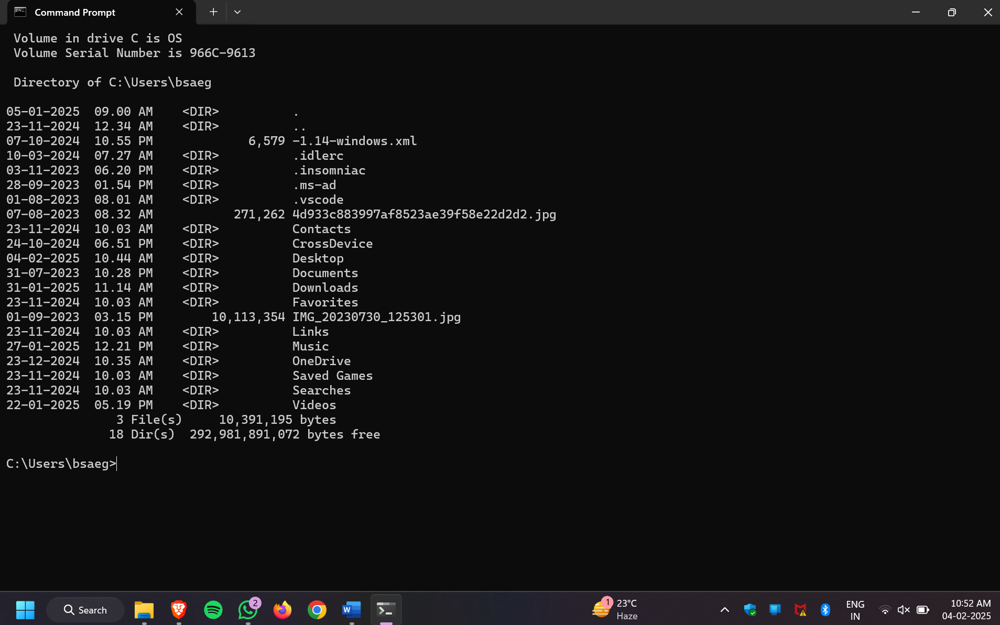 Command Prompt
Volume in drive C is OS
Volume Serial Number is 966C-9613
Directory of C:\Users\bsaeg
05-01-2025  09.00 AM    <DIR>          .
23-11-2024  12.34 AM    <DIR>          ..
07-10-2024  10.55 PM             6,579 -1.14-windows.xml
10-03-2024  07.27 AM    <DIR>          .idlerc
03-11-2023  06.20 PM    <DIR>          .insomniac
28-09-2023  01.54 PM    <DIR>          .ms-ad
01-08-2023  08.01 AM    <DIR>          .vscode
07-08-2023  08.32 AM           271,262 4d933c883997af8523ae39f58e22d2d2.jpg
23-11-2024  10.03 AM    <DIR>          Contacts
24-10-2024  06.51 PM    <DIR>          CrossDevice
04-02-2025  10.44 AM    <DIR>          Desktop
31-07-2023  10.28 PM    <DIR>          Documents
31-01-2025  11.14 AM    <DIR>          Downloads
23-11-2024  10.03 AM    <DIR>          Favorites
01-09-2023  03.15 PM        10,113,354 IMG_20230730_125301.jpg
23-11-2024  10.03 AM    <DIR>          Links
27-01-2025  12.21 PM    <DIR>          Music
23-12-2024  10.35 AM    <DIR>          OneDrive
23-11-2024  10.03 AM    <DIR>          Saved Games
23-11-2024  10.03 AM    <DIR>          Searches
22-01-2025  05.19 PM    <DIR>          Videos
3 File(s)     10,391,195 bytes
18 Dir(s)  292,981,891,072 bytes free
C:\Users\bsaeg>
Search
2
W
1
23°C
Haze
ENG
IN
10:52 AM
04-02-2025